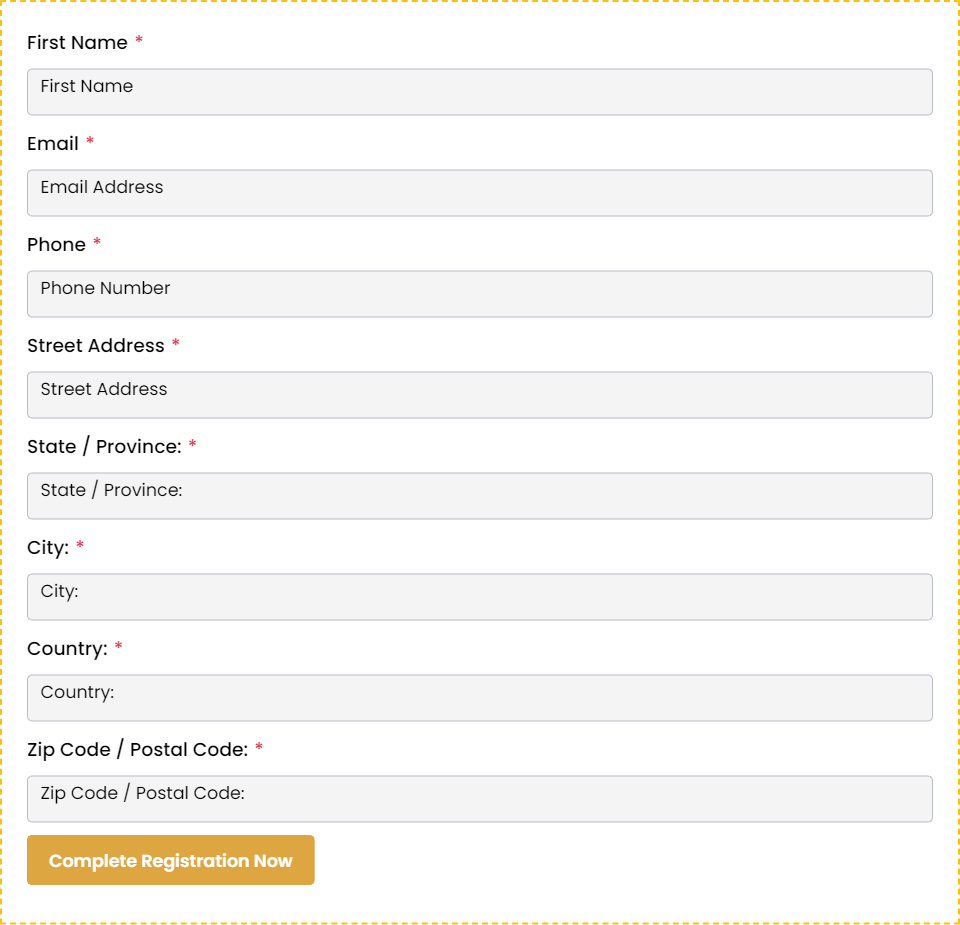 First Name *
First Name
Email *
Email Address
Phone *
Phone Number
Street Address *
Street Address
State / Province: *
State / Province:
City: *
City:
Country: *
Country:
Zip Code / Postal Code: *
Zip Code / Postal Code:
Complete Registration Now